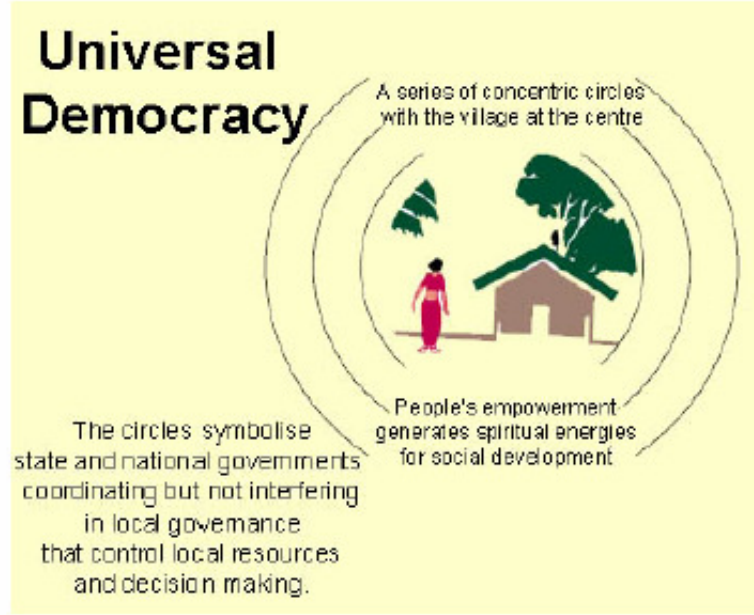 Universal
Democracy
A series of concentric circles
with the village at the centre
People's empowerment
generates spiritual energies
for social development
The circles symbolise
state and national governments
coordinating but not interfering
in local governance
that control local resources
and decision making.